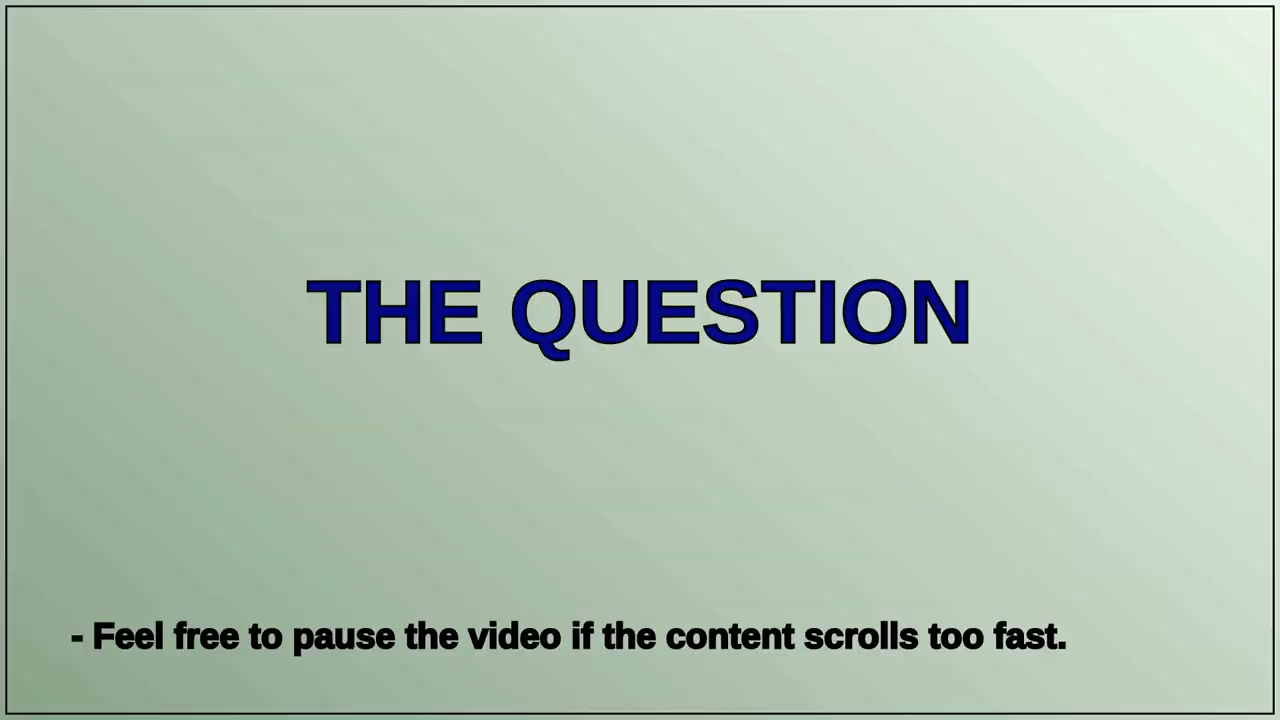 THE QUESTION
- Feel free to pause the video if the content scrolls too fast.